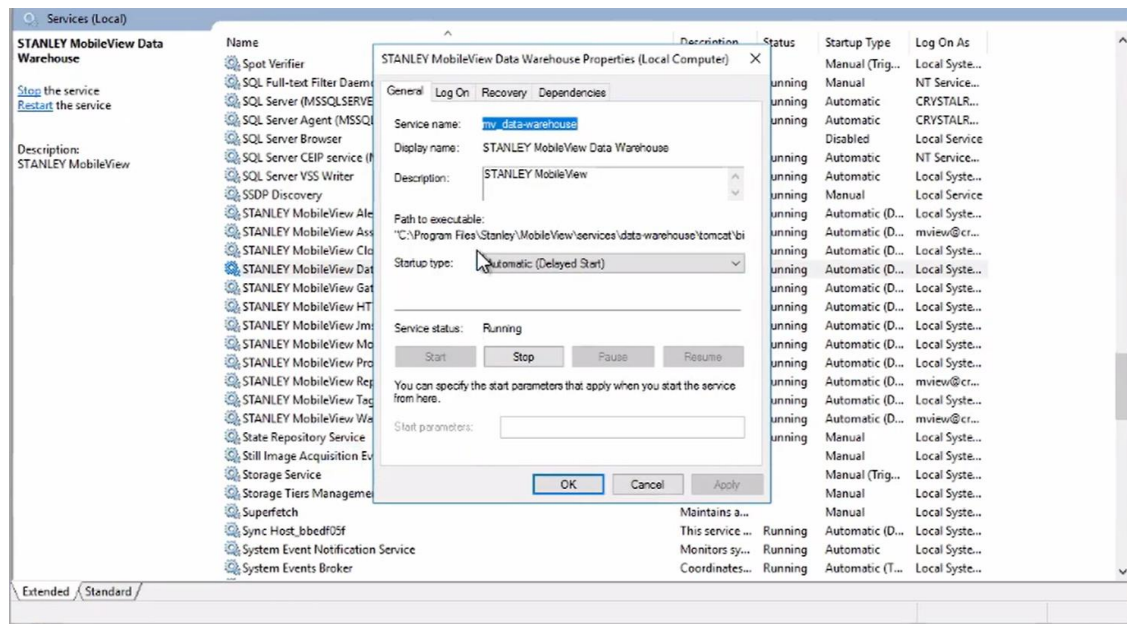 Services (Local)
STANLEY MobileView Data
Warehouse
Stop the service
Restart the service
Description:
STANLEY MobileView
Name Description Status Startup Type Log On As
Spot Verifier Manual (Trig... Local Syste...
SQL Full-text Filter Daem unning Manual NT Service...
SQL Server (MSSQLSERVE unning Automatic CRYSTALR...
SQL Server Agent (MSSQL unning Automatic CRYSTALR...
SQL Server Browser Disabled Local Service
SQL Server CEIP service ( unning Automatic NT Service...
SQL Server VSS Writer unning Automatic Local Syste...
SSDP Discovery unning Manual Local Service
STANLEY MobileView Ale unning Automatic (D... Local Syste...
STANLEY MobileView Ass unning Automatic (D... mview@cr...
STANLEY MobileView Clo unning Automatic (D... Local Syste...
STANLEY MobileView Dat unning Automatic (D... Local Syste...
STANLEY MobileView Gat unning Automatic (D... Local Syste...
STANLEY MobileView HT unning Automatic (D... Local Syste...
STANLEY MobileView Jms unning Automatic (D... Local Syste...
STANLEY MobileView Mo unning Automatic (D... Local Syste...
STANLEY MobileView Pro unning Automatic (D... Local Syste...
STANLEY MobileView Rep unning Automatic (D... mview@cr...
STANLEY MobileView Tag unning Automatic (D... Local Syste...
STANLEY MobileView Wa unning Automatic (D... mview@cr...
State Repository Service unning Manual Local Syste...
Still Image Acquisition Ev Manual Local Syste...
Storage Service Manual (Trig... Local Syste...
Storage Tiers Manageme Manual Local Syste...
Superfetch Maintains a... Manual Local Syste...
Sync Host_bbedf05f This service ... Running Automatic (D... Local Syste...
System Event Notification Service Monitors sy... Running Automatic Local Syste...
System Events Broker Coordinates... Running Automatic (T... Local Syste...
STANLEY MobileView Data Warehouse Properties (Local Computer)
General Log On Recovery Dependencies
Service name: mv_data-warehouse
Display name: STANLEY MobileView Data Warehouse
Description: STANLEY MobileView
Path to executable:
"C:\Program Files\Stanley\MobileView\services\data-warehouse\tomcat\bi
Startup type: Automatic (Delayed Start)
Service status: Running
Start Stop Pause Resume
You can specify the start parameters that apply when you start the service
from here.
Start parameters:
OK Cancel Apply
Extended Standard